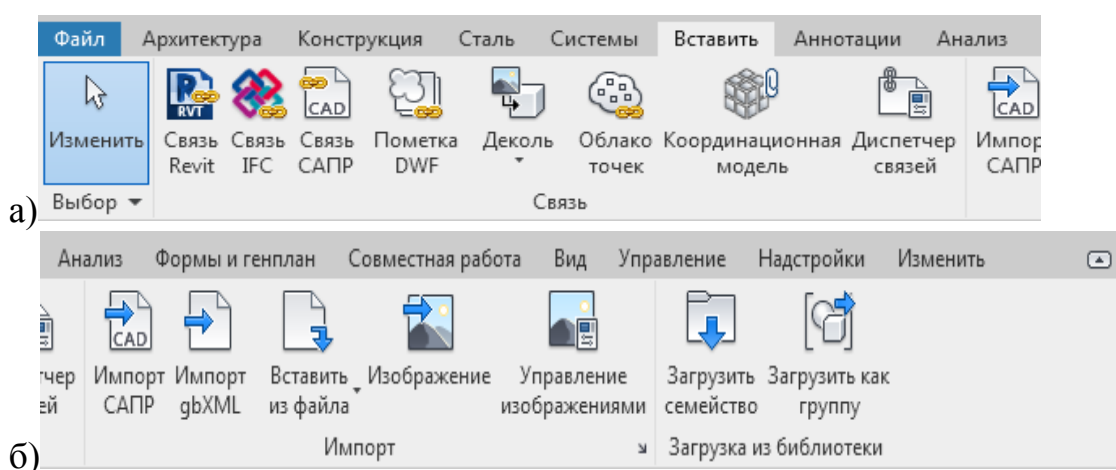 Файл Архитектура Конструкция Сталь Системы Вставить Аннотации Анализ
RVT CAD CAD
Изменить Связь Связь Связь Пометка Деколь Облако Координационная Диспетчер Импор
Revit IFC САПР DWF точек модель связей САПР
а) Выбор Связь
Анализ Формы и генплан Совместная работа Вид Управление Надстройки Изменить
CAD
тчер Импорт Импорт Вставить Изображение Управление Загрузить Загрузить как
ей САПР gbXML из файла изображениями семейство группу
б) Импорт Загрузка из библиотеки